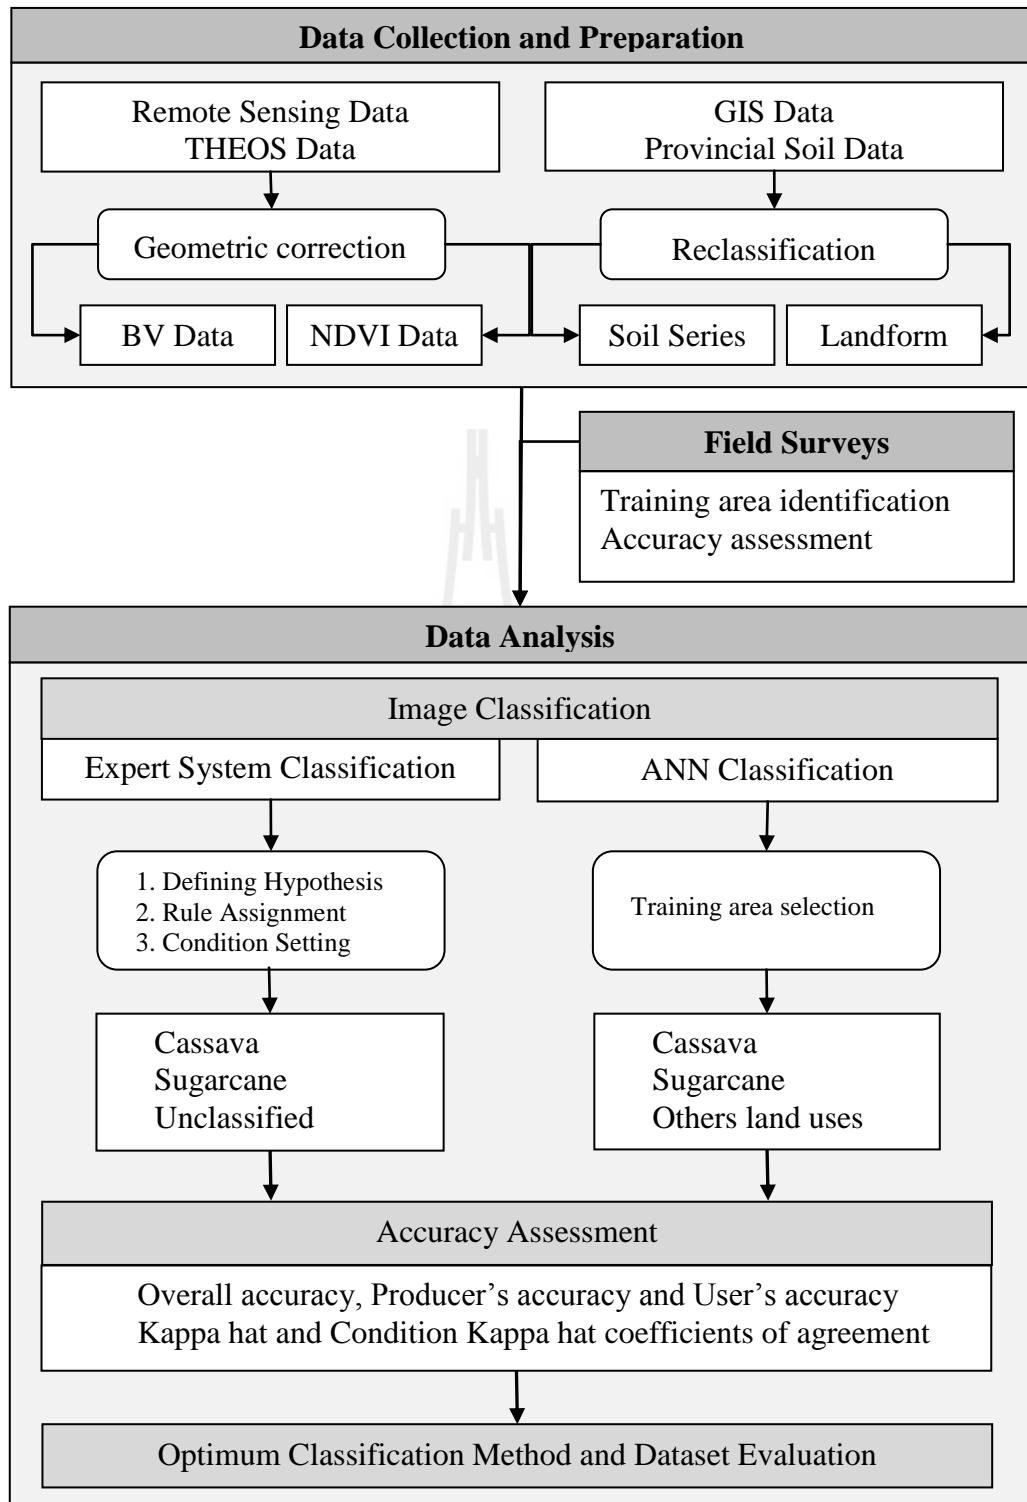 Data Collection and Preparation
Remote Sensing Data
THEOS Data
GIS Data
Provincial Soil Data
Geometric correction
Reclassification
BV Data
NDVI Data
Soil Series
Landform
Field Surveys
Training area identification
Accuracy assessment
Data Analysis
Image Classification
Expert System Classification
ANN Classification
1. Defining Hypothesis
2. Rule Assignment
3. Condition Setting
Training area selection
Cassava
Sugarcane
Unclassified
Cassava
Sugarcane
Others land uses
Accuracy Assessment
Overall accuracy, Producer’s accuracy and User’s accuracy
Kappa hat and Condition Kappa hat coefficients of agreement
Optimum Classification Method and Dataset Evaluation